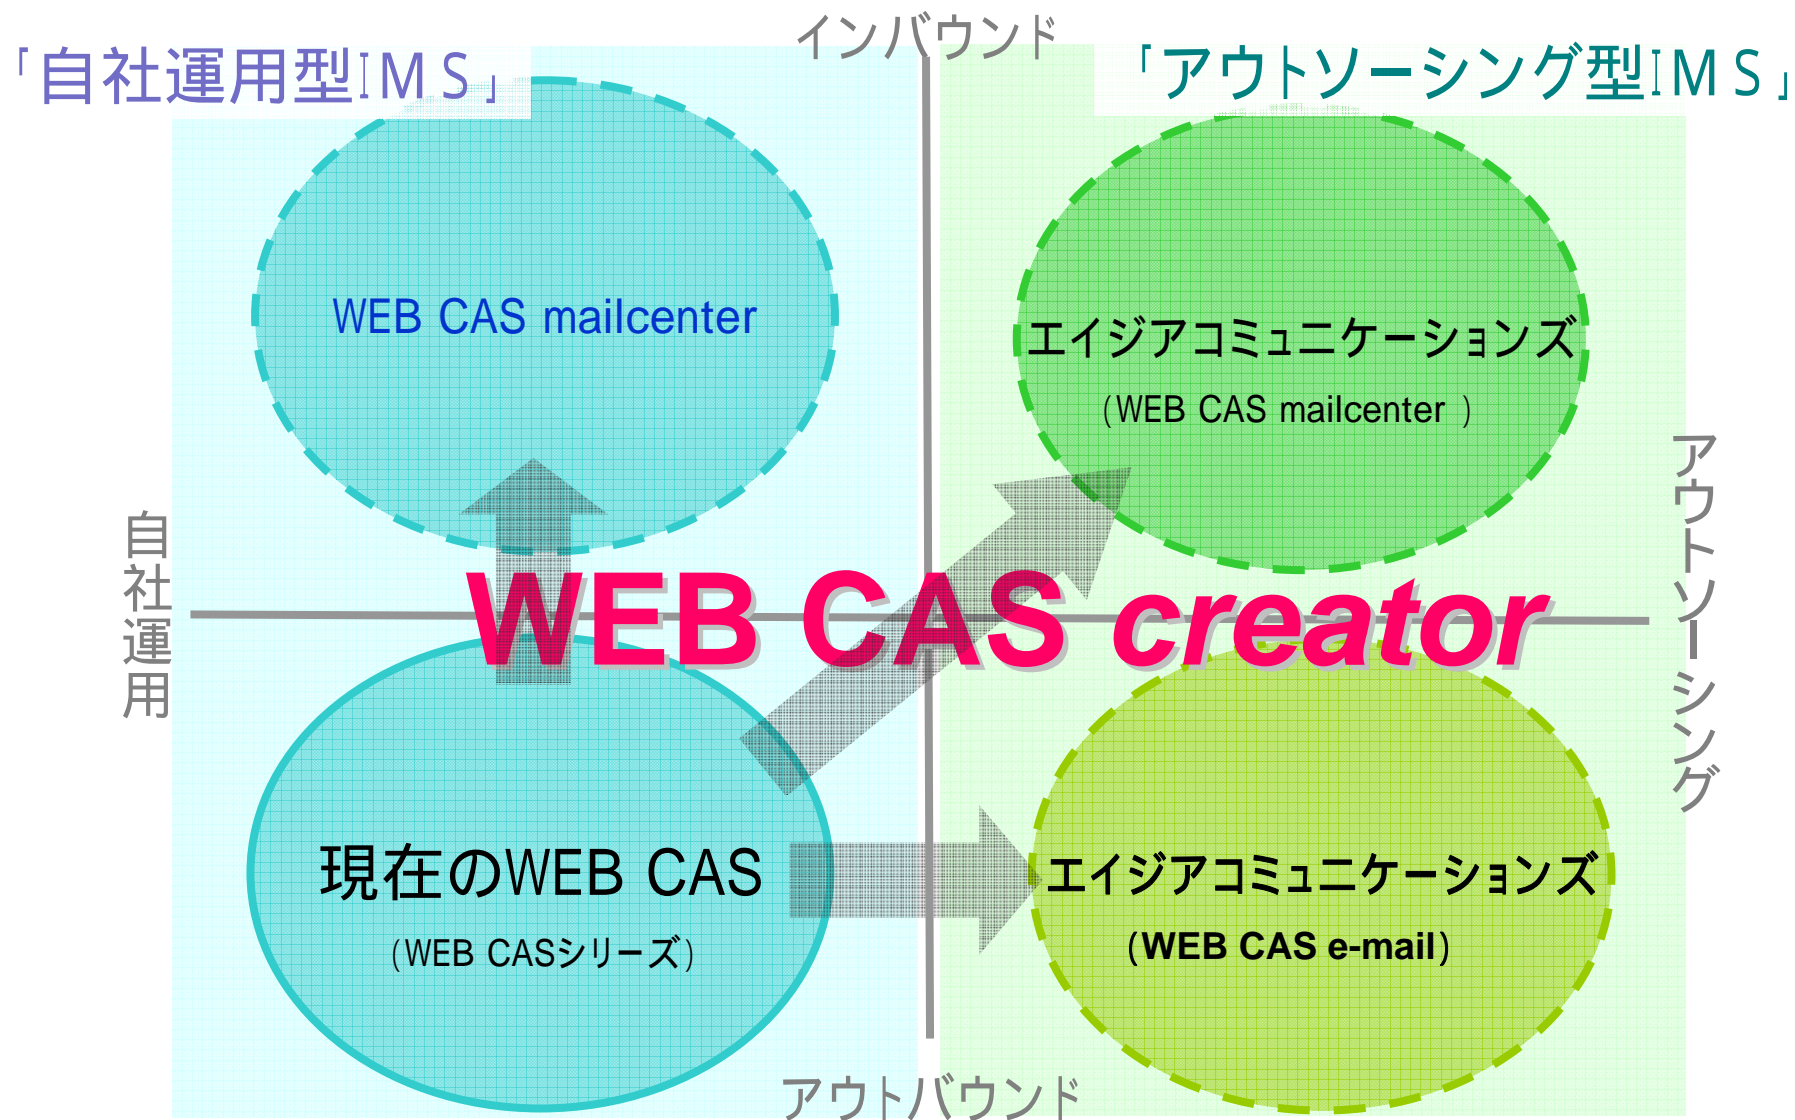 インバウンド
「自社運用型IMS」
「アウトソーシング型IMS」
WEB CAS mailcenter
エイジアコミュニケーションズ
(WEB CAS mailcenter )
自社運用
アウトソーシング
WEB CAS creator
現在のWEB CAS
(WEB CASシリーズ)
エイジアコミュニケーションズ
(WEB CAS e-mail)
アウトバウンド